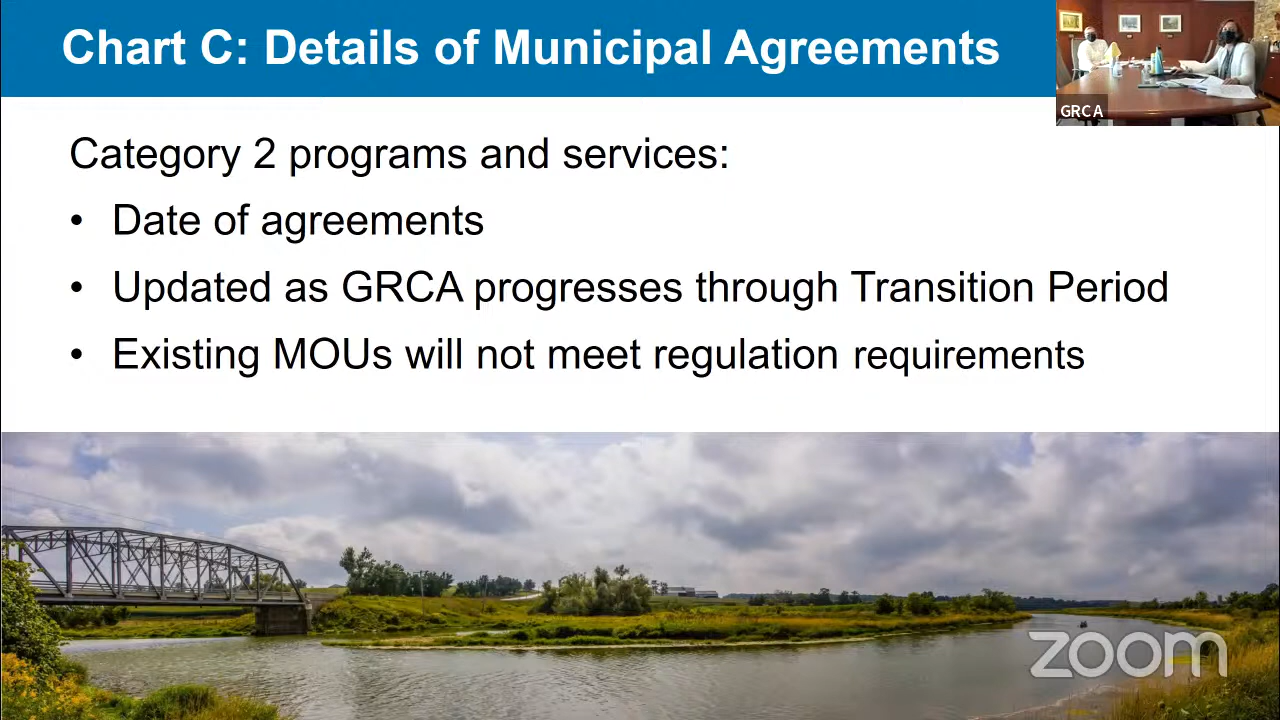 Chart C: Details of Municipal Agreements
GRCA
Category 2 programs and services:
• Date of agreements
• Updated as GRCA progresses through Transition Period
• Existing MOUs will not meet regulation requirements
zoom